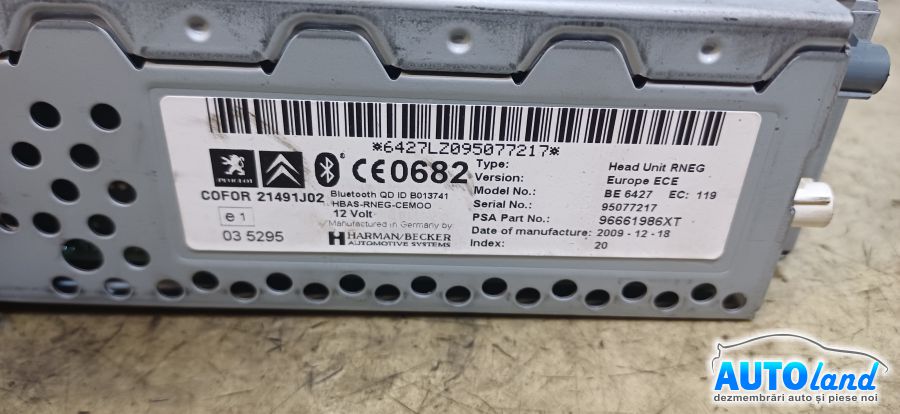 *6427LZ095077217*
PEUGEOT
CE0682
COFOR 21491J02
Bluetooth QD ID B013741
HBAS-RNEG-CEMOO
12 Volt
Manufactured in Germany by
HARMAN/BECKER
AUTOMOTIVE SYSTEMS
e1
03 5295
Type: Head Unit RNEG
Version: Europe ECE
Model No.: BE 6427 EC: 119
Serial No.: 95077217
PSA Part No.: 96661986XT
Date of manufacture: 2009 - 12 - 18
Index: 20
AUTOland
dezmembrări auto și piese noi